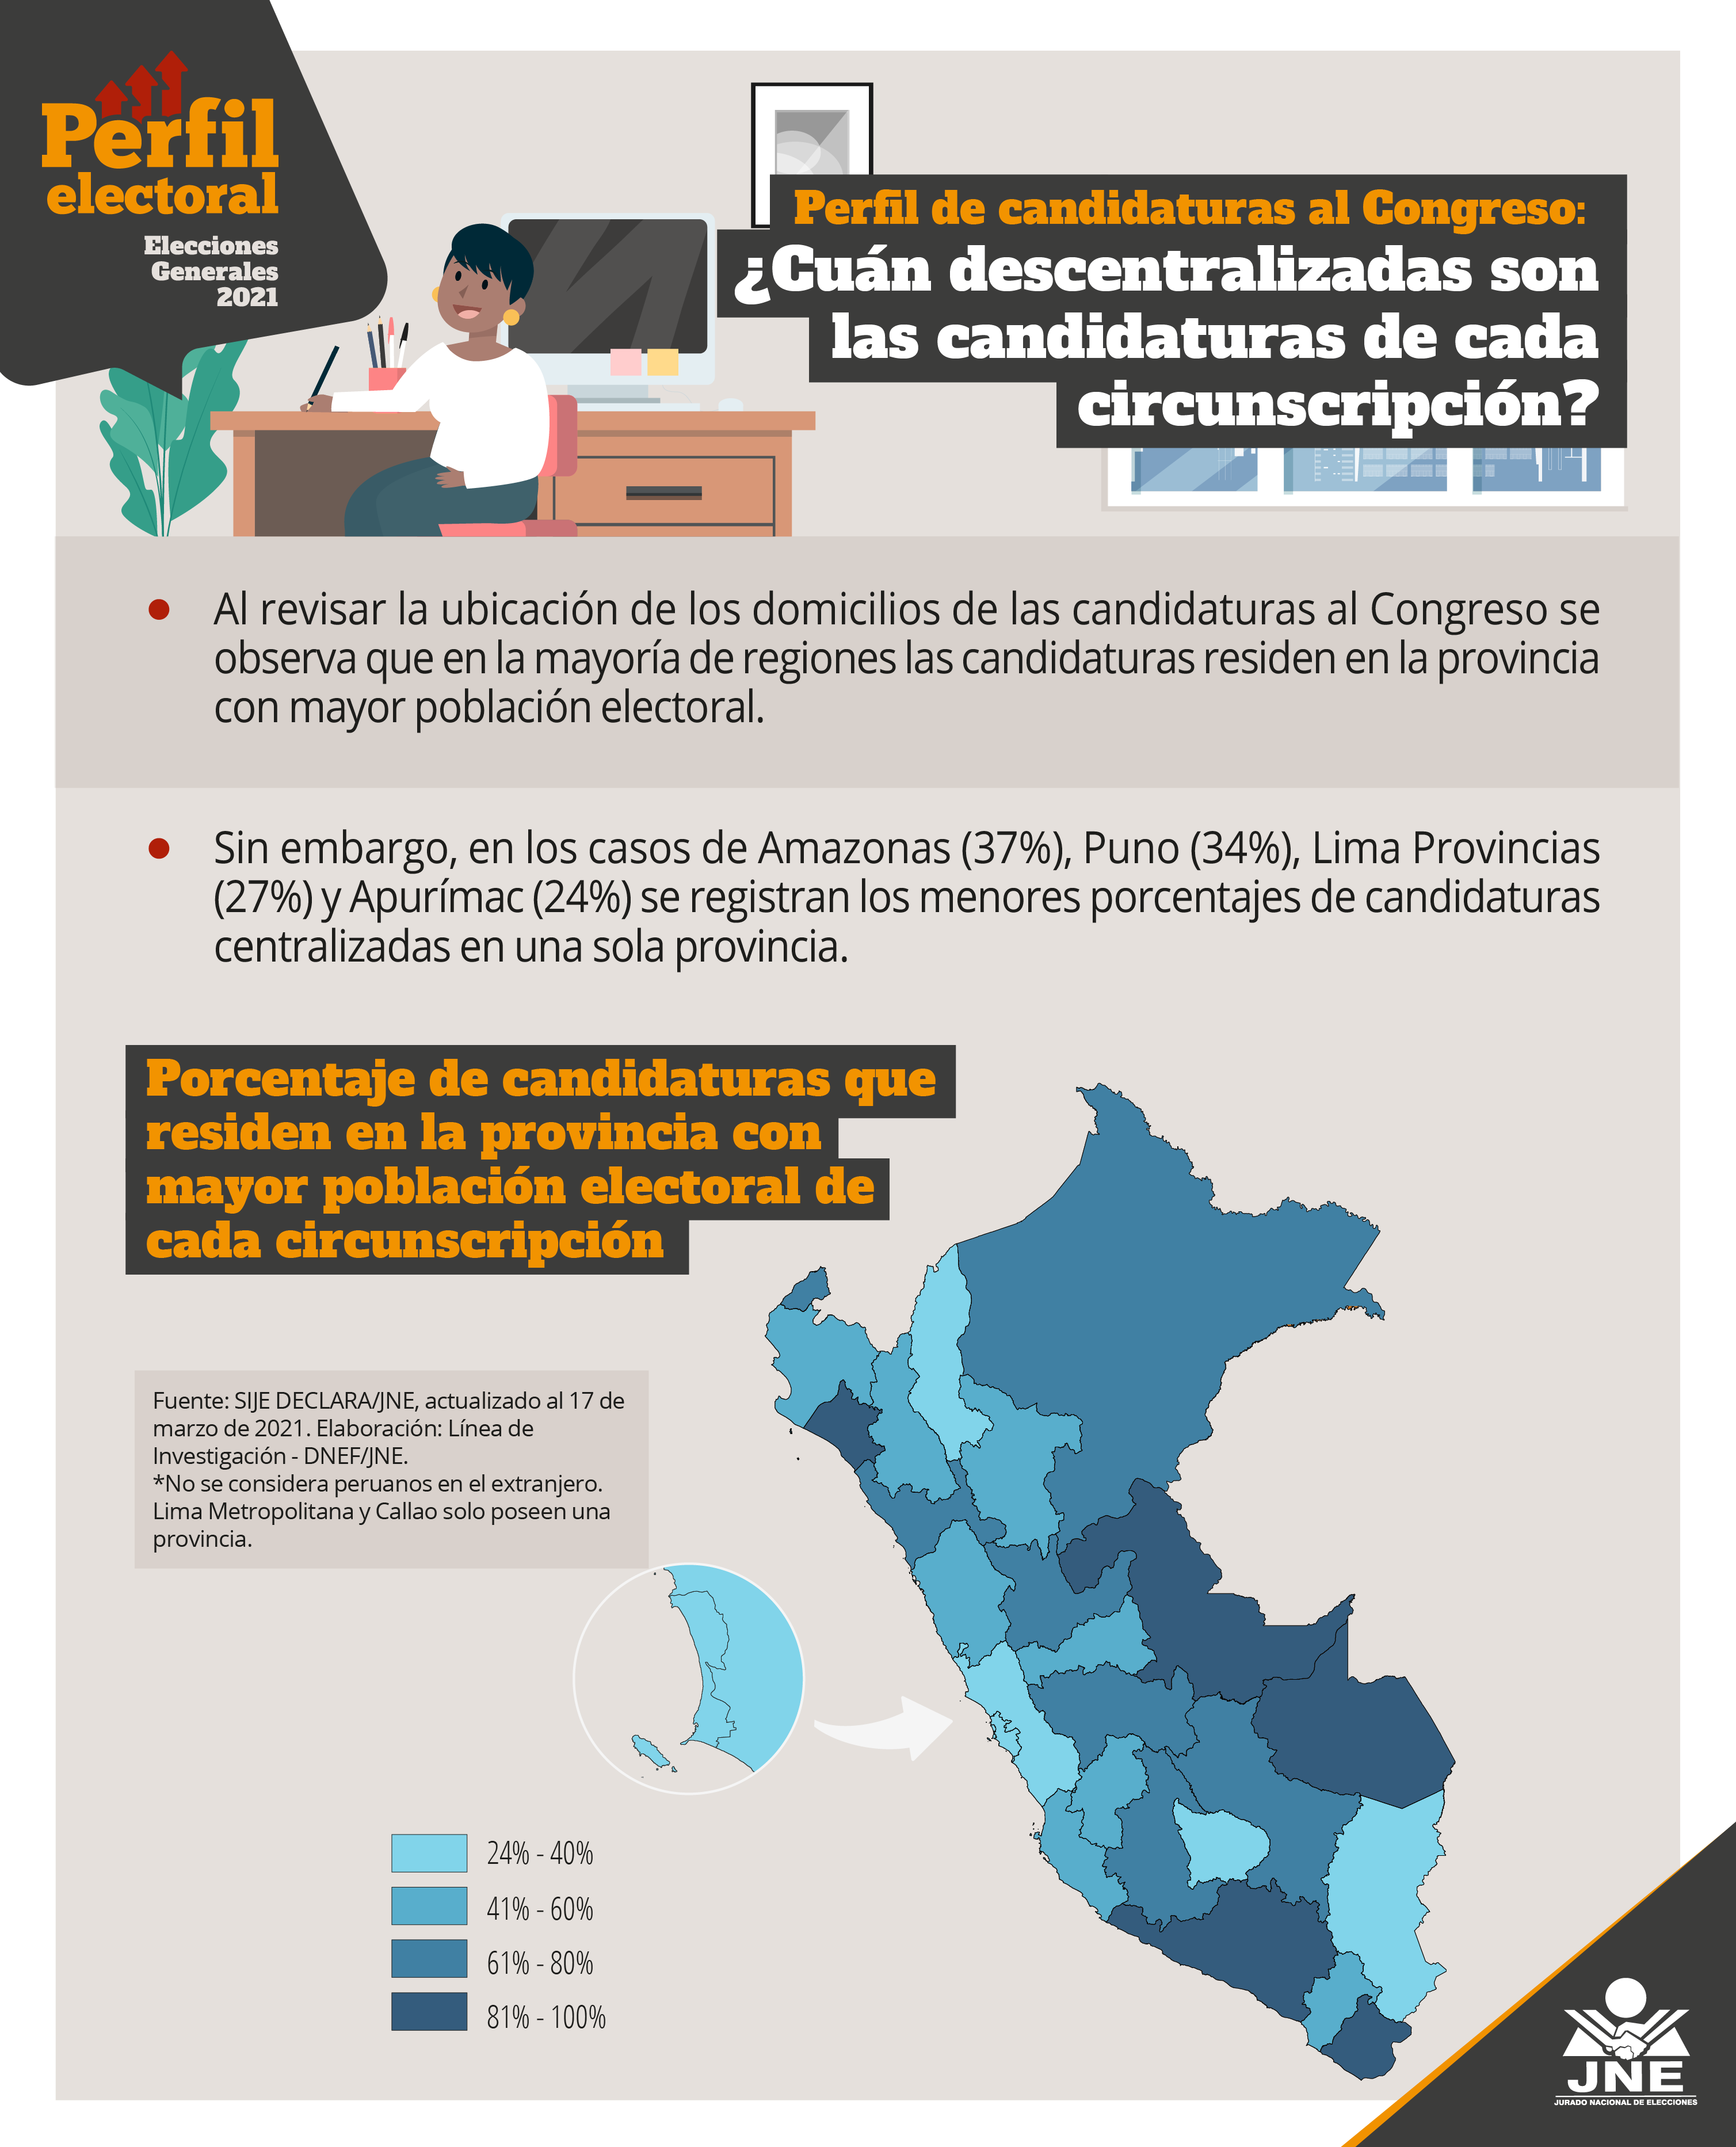 Perfil
electoral
Elecciones
Generales
2021
Perfil de candidaturas al Congreso:
¿Cuán descentralizadas son
las candidaturas de cada
circunscripción?
Al revisar la ubicación de los domicilios de las candidaturas al Congreso se
observa que en la mayoría de regiones las candidaturas residen en la provincia
con mayor población electoral.
Sin embargo, en los casos de Amazonas (37%), Puno (34%), Lima Provincias
(27%) y Apurímac (24%) se registran los menores porcentajes de candidaturas
centralizadas en una sola provincia.
Porcentaje de candidaturas que
residen en la provincia con
mayor población electoral de
cada circunscripción
Fuente: SIJE DECLARA/JNE, actualizado al 17 de
marzo de 2021. Elaboración: Línea de
Investigación - DNEF/JNE.
*No se considera peruanos en el extranjero.
Lima Metropolitana y Callao solo poseen una
provincia.
24% - 40%
41% - 60%
61% - 80%
81% - 100%
JNE
JURADO NACIONAL DE ELECCIONES